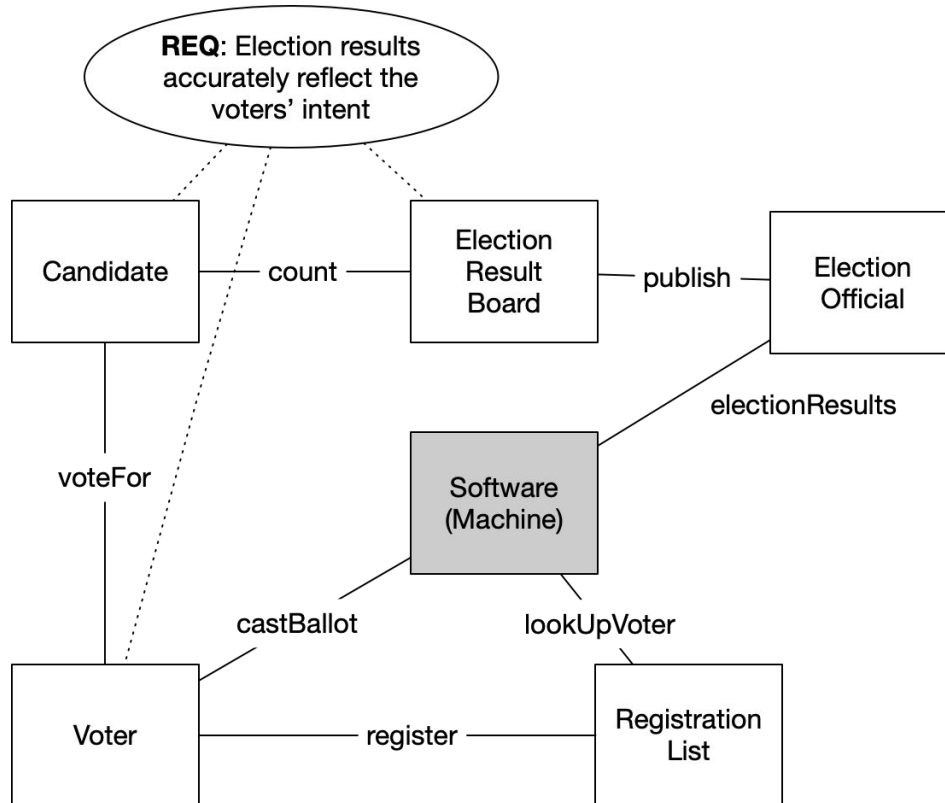 REQ: Election results
accurately reflect the
voters’ intent
Candidate
count
Election
Result
Board
publish
Election
Official
electionResults
voteFor
Software
(Machine)
castBallot
lookUpVoter
Voter
register
Registration
List